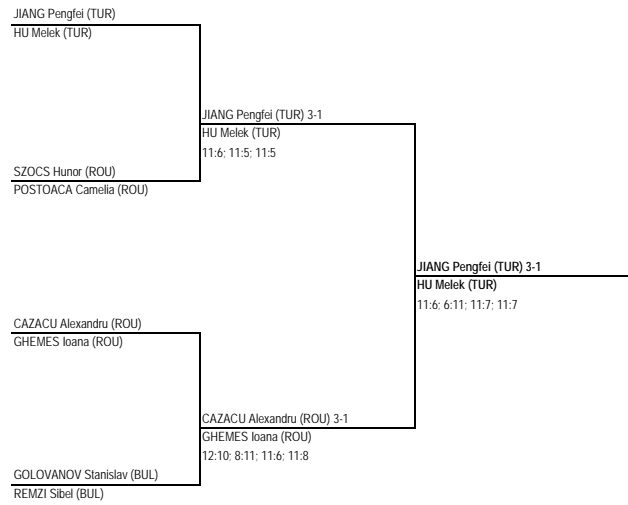 JIANG Pengfei (TUR)
HU Melek (TUR)
JIANG Pengfei (TUR) 3-1
HU Melek (TUR)
11:6; 11:5; 11:5
SZOCS Hunor (ROU)
POSTOACA Camelia (ROU)
JIANG Pengfei (TUR) 3-1
HU Melek (TUR)
11:6; 6:11; 11:7; 11:7
CAZACU Alexandru (ROU)
GHEMES Ioana (ROU)
CAZACU Alexandru (ROU) 3-1
GHEMES Ioana (ROU)
12:10; 8:11; 11:6; 11:8
GOLOVANOV Stanislav (BUL)
REMZI Sibel (BUL)